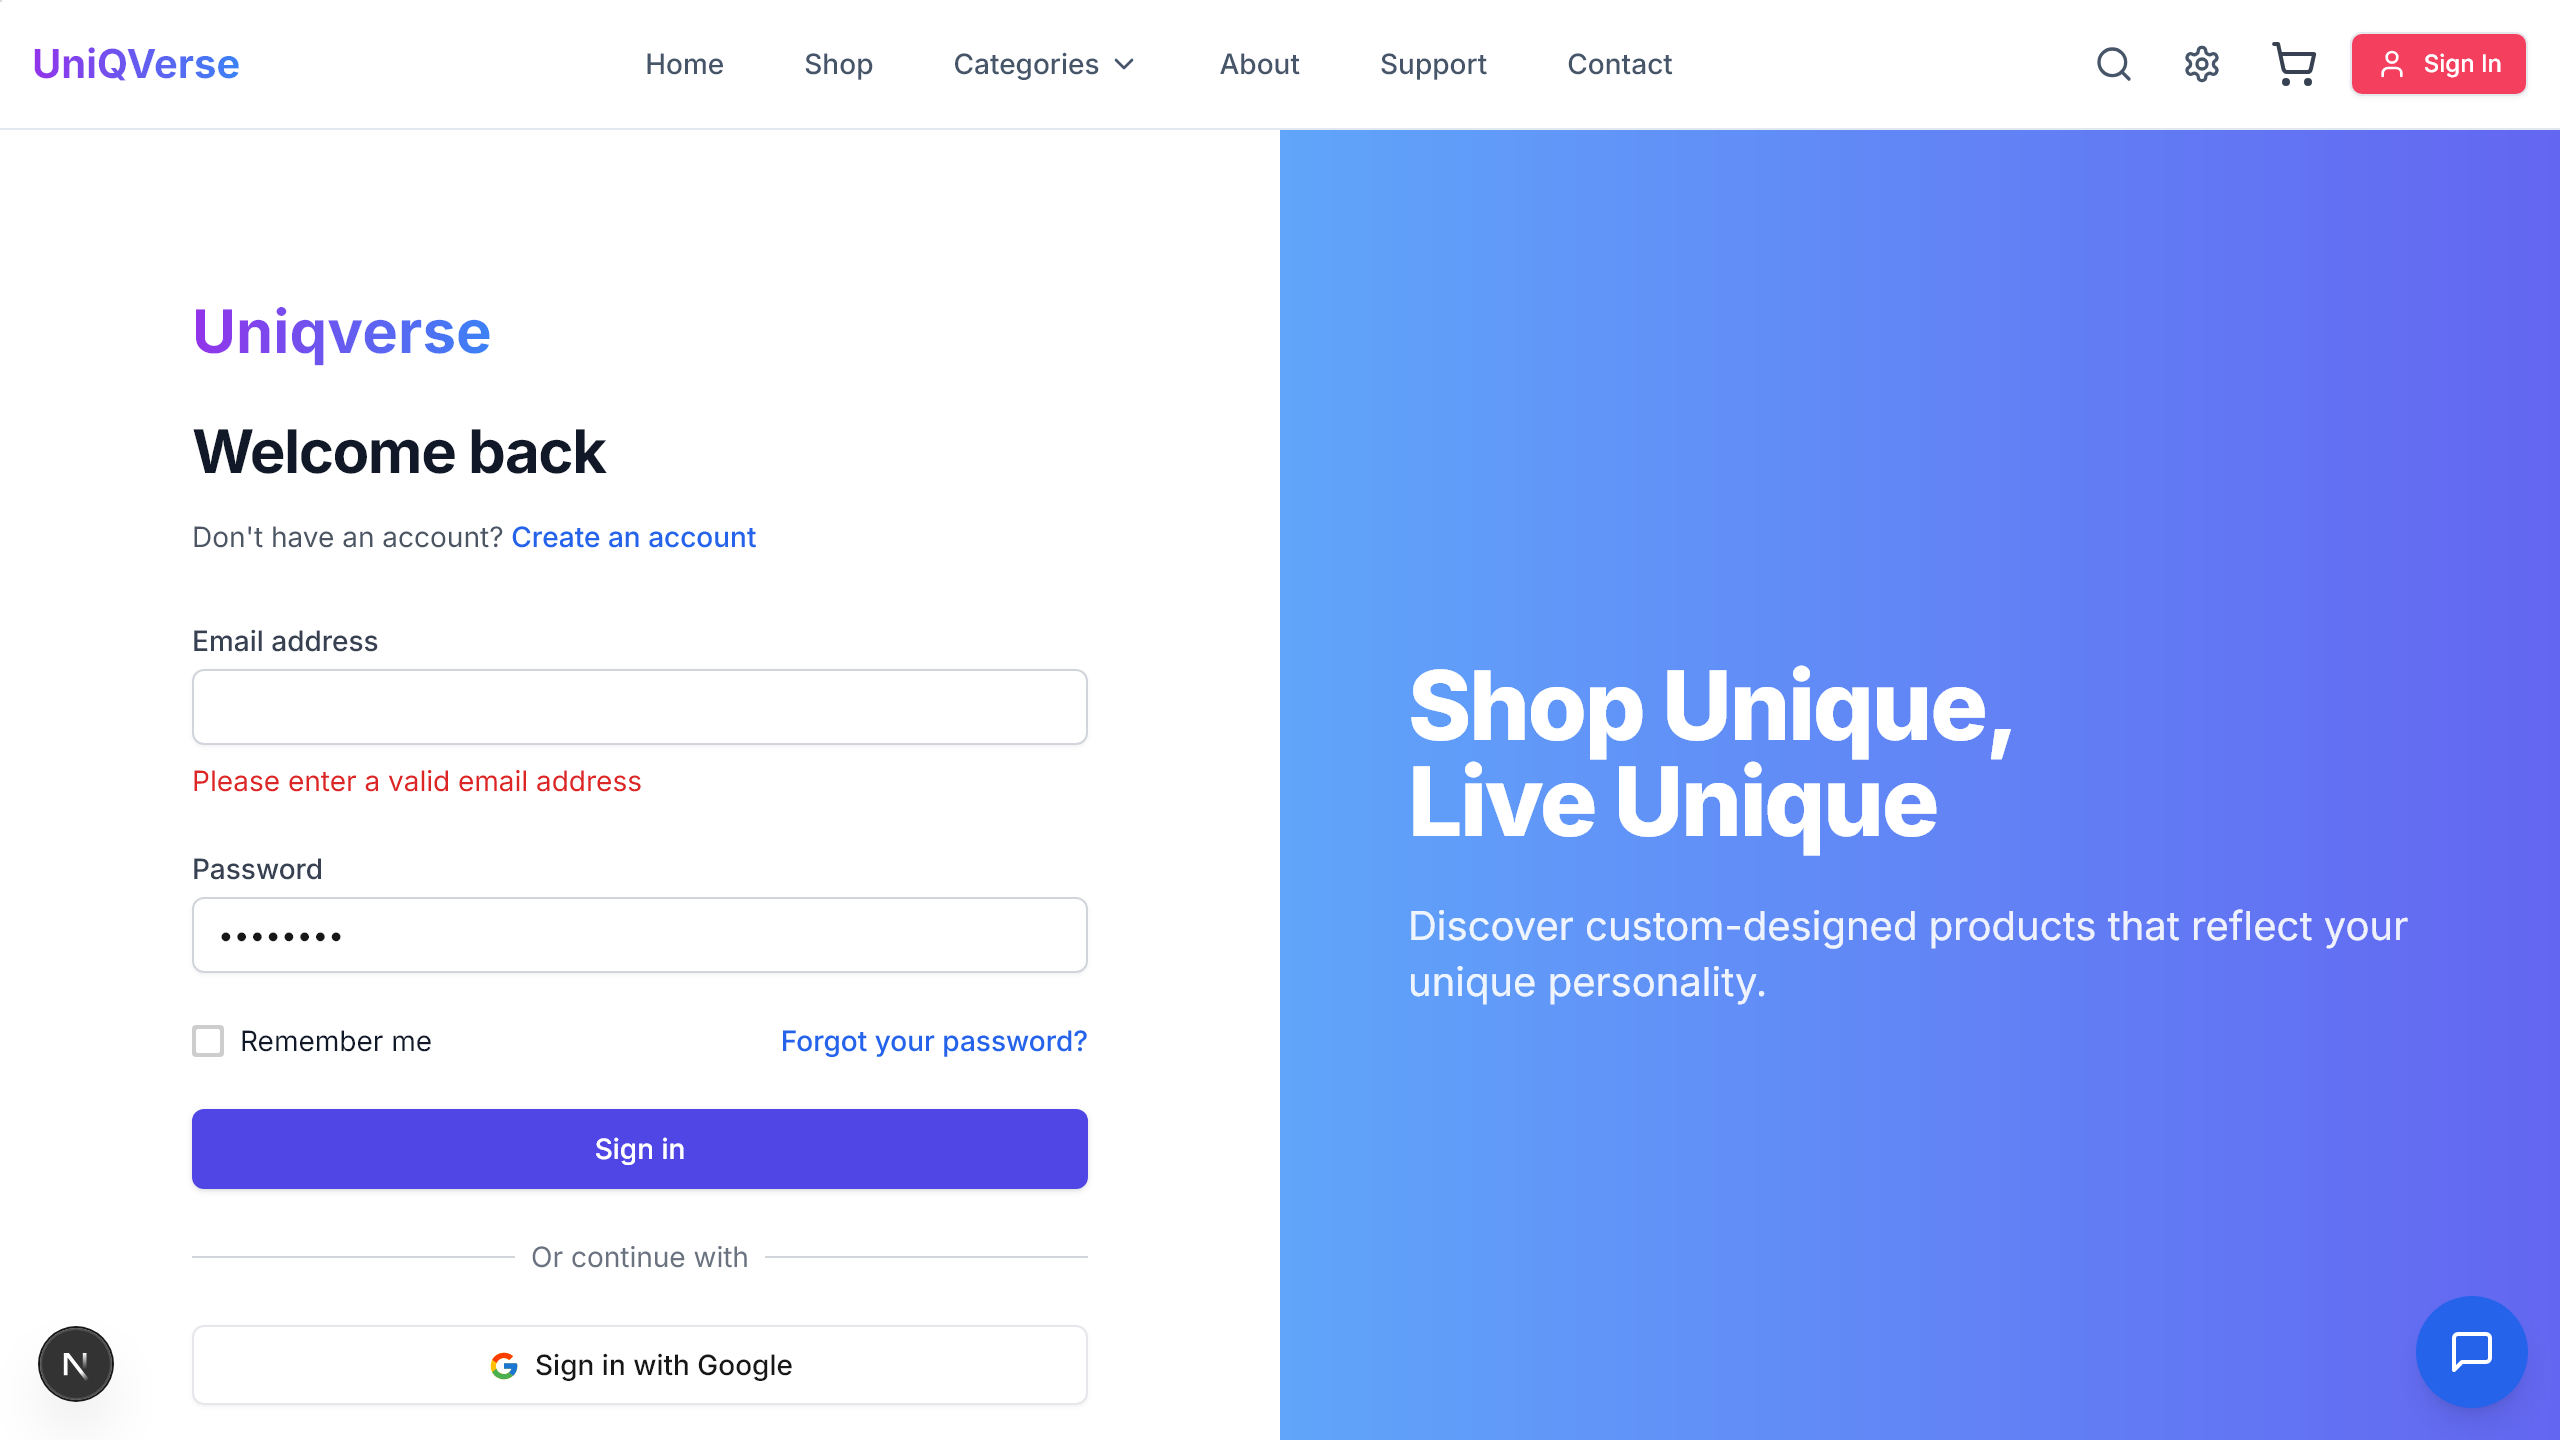 UniQVerse
Home
Shop
Categories
About
Support
Contact
Sign In
Uniqverse
Welcome back
Don't have an account? Create an account
Email address
Please enter a valid email address
Password
••••••••
Remember me
Forgot your password?
Sign in
Or continue with
Sign in with Google
N
Shop Unique,
Live Unique
Discover custom-designed products that reflect your
unique personality.